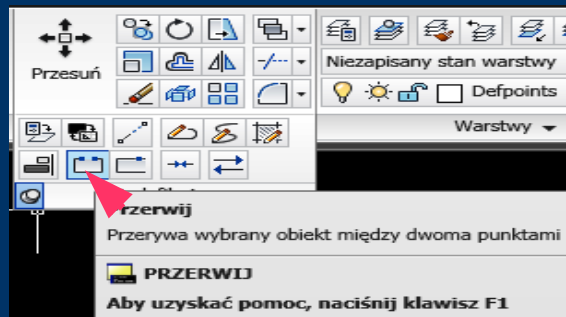 Przesuń
Niezapisany stan warstwy
Defpoints
Warstwy
Przerwij
Przerywa wybrany obiekt między dwoma punktami
PRZERWIJ
Aby uzyskać pomoc, naciśnij klawisz F1